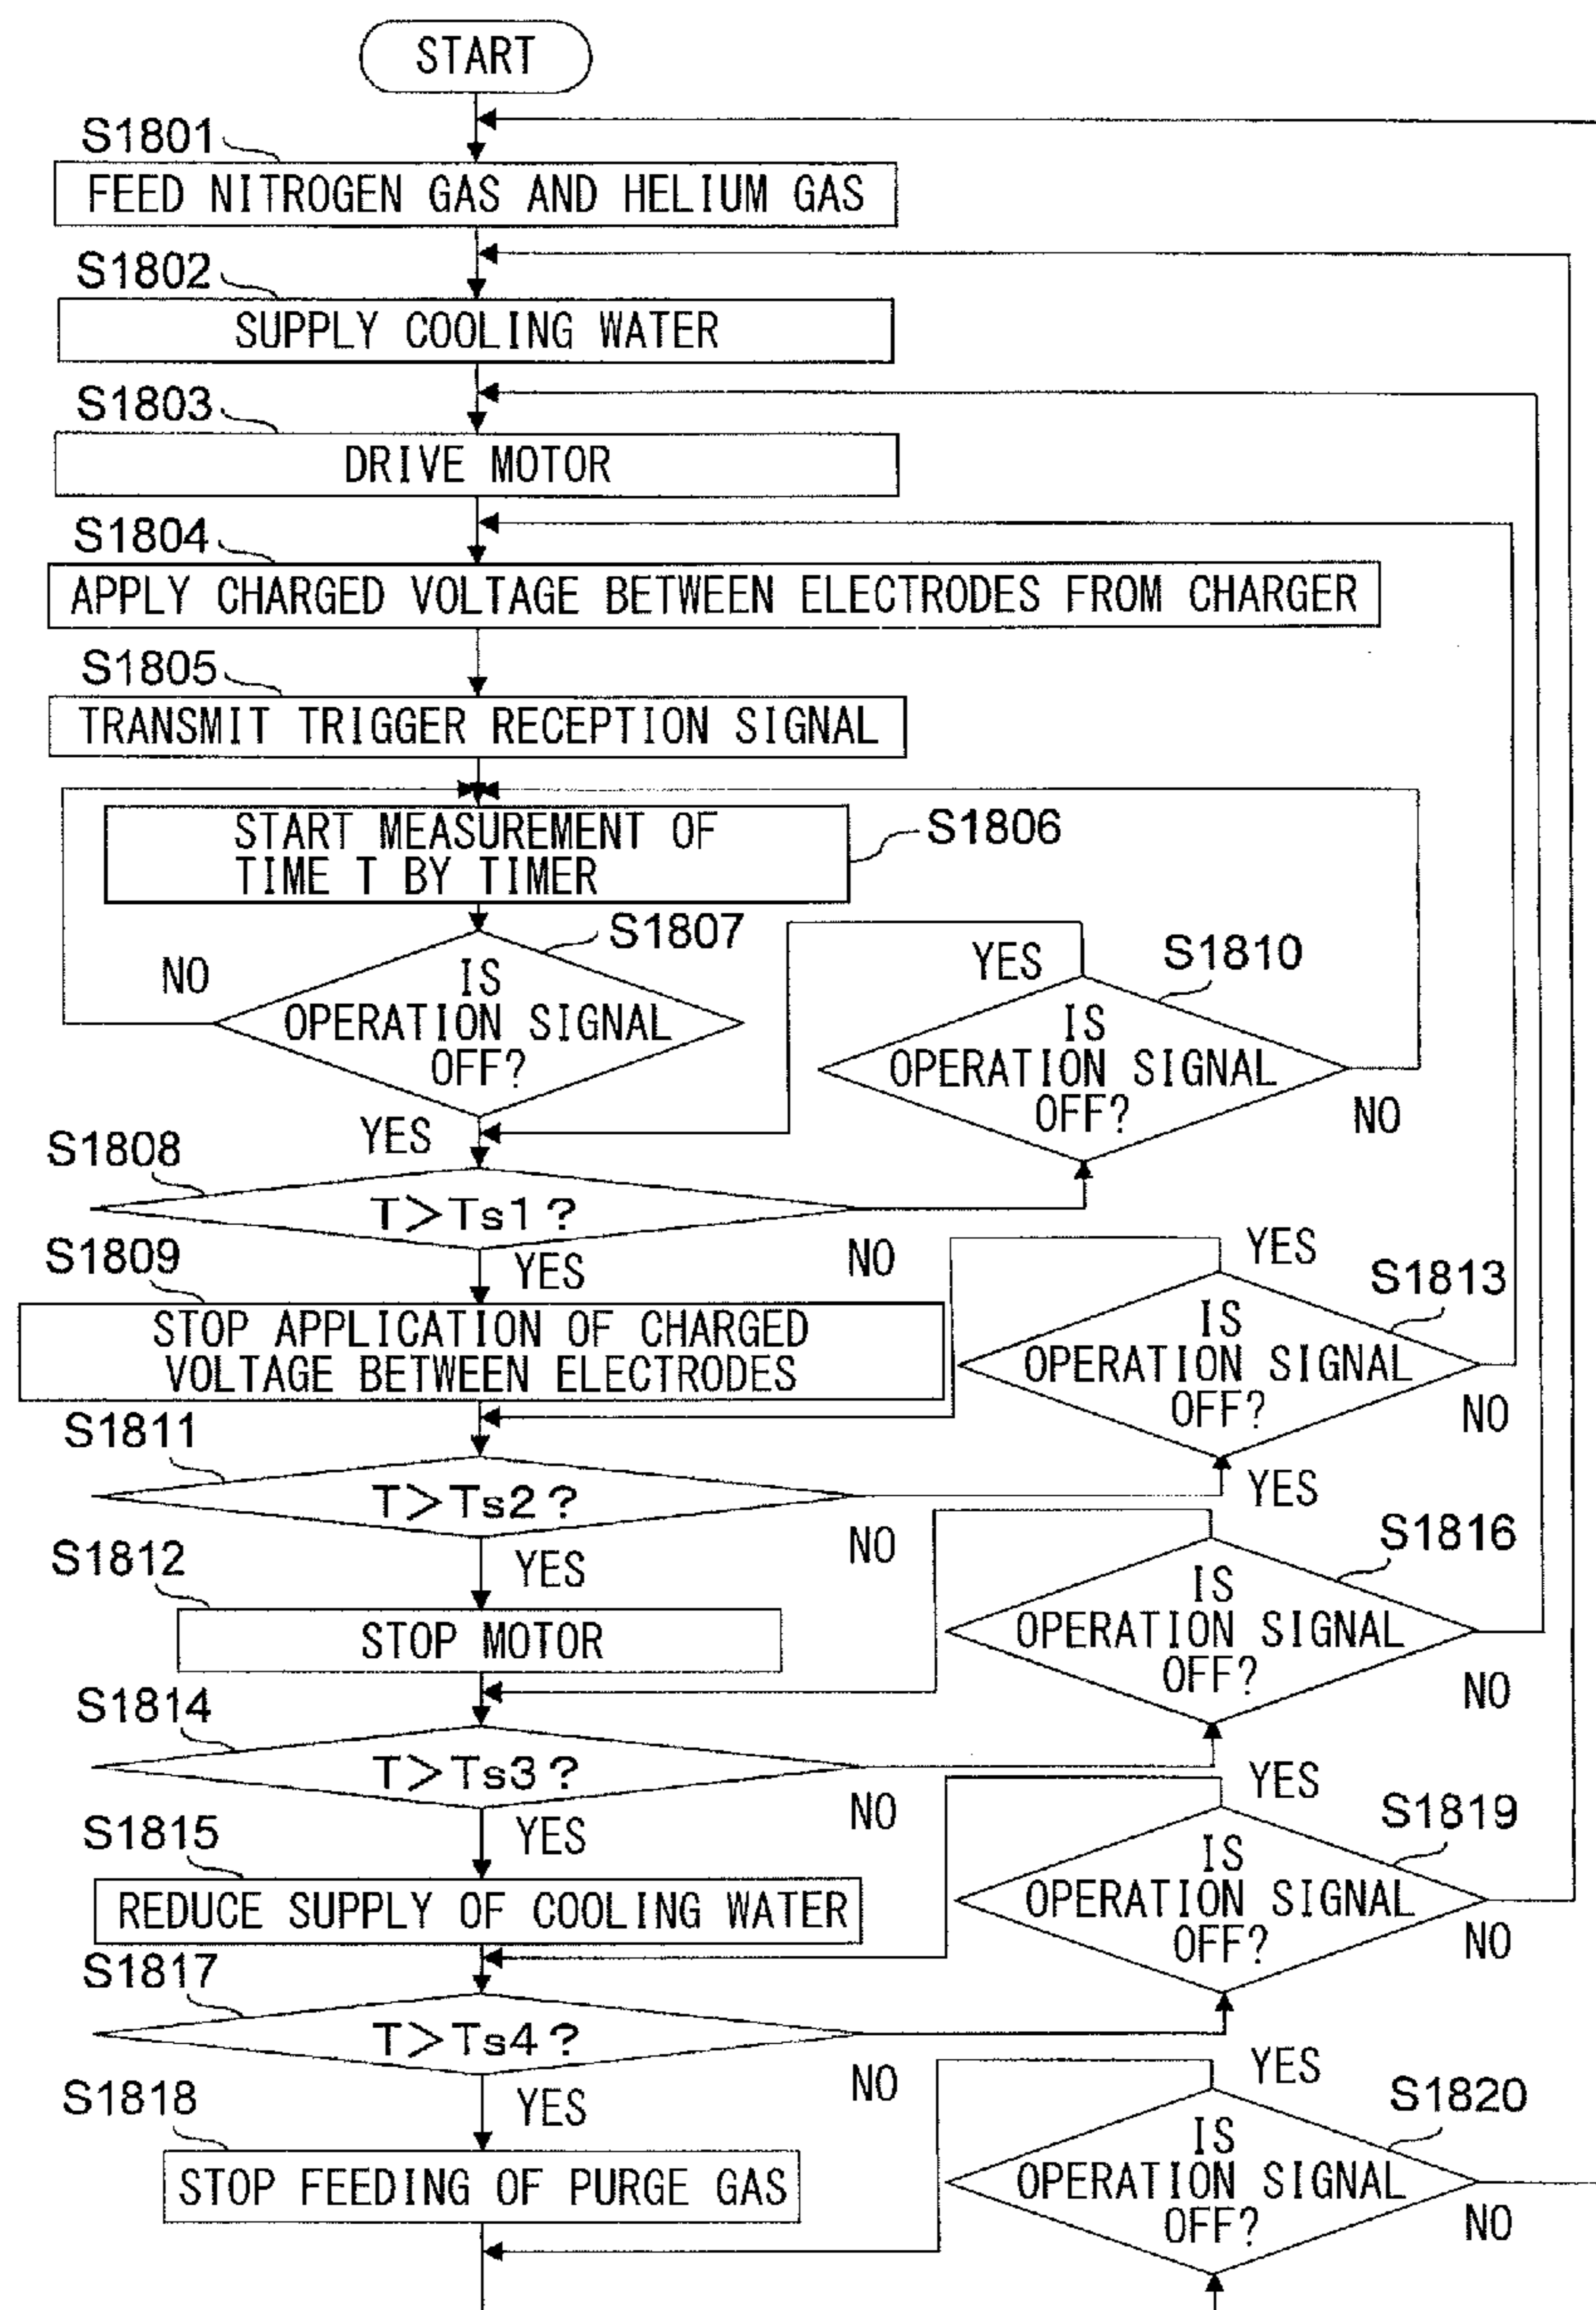 START
S1801
FEED NITROGEN GAS AND HELIUM GAS
S1802
SUPPLY COOLING WATER
S1803
DRIVE MOTOR
S1804
APPLY CHARGED VOLTAGE BETWEEN ELECTRODES FROM CHARGER
S1805
TRANSMIT TRIGGER RECEPTION SIGNAL
START MEASUREMENT OF
TIME T BY TIMER
S1806
S1807
NO
IS
OPERATION SIGNAL
OFF?
YES
S1810
YES
IS
OPERATION SIGNAL
OFF?
NO
S1808
T>Ts1?
NO
YES
S1809
STOP APPLICATION OF CHARGED
VOLTAGE BETWEEN ELECTRODES
YES
S1813
IS
OPERATION SIGNAL
OFF?
NO
S1811
T>Ts2?
NO
YES
S1812
STOP MOTOR
YES
S1816
IS
OPERATION SIGNAL
OFF?
NO
S1814
T>Ts3?
NO
YES
S1815
REDUCE SUPPLY OF COOLING WATER
YES
S1819
IS
OPERATION SIGNAL
OFF?
NO
S1817
T>Ts4?
NO
YES
S1818
STOP FEEDING OF PURGE GAS
YES
S1820
IS
OPERATION SIGNAL
OFF?
NO